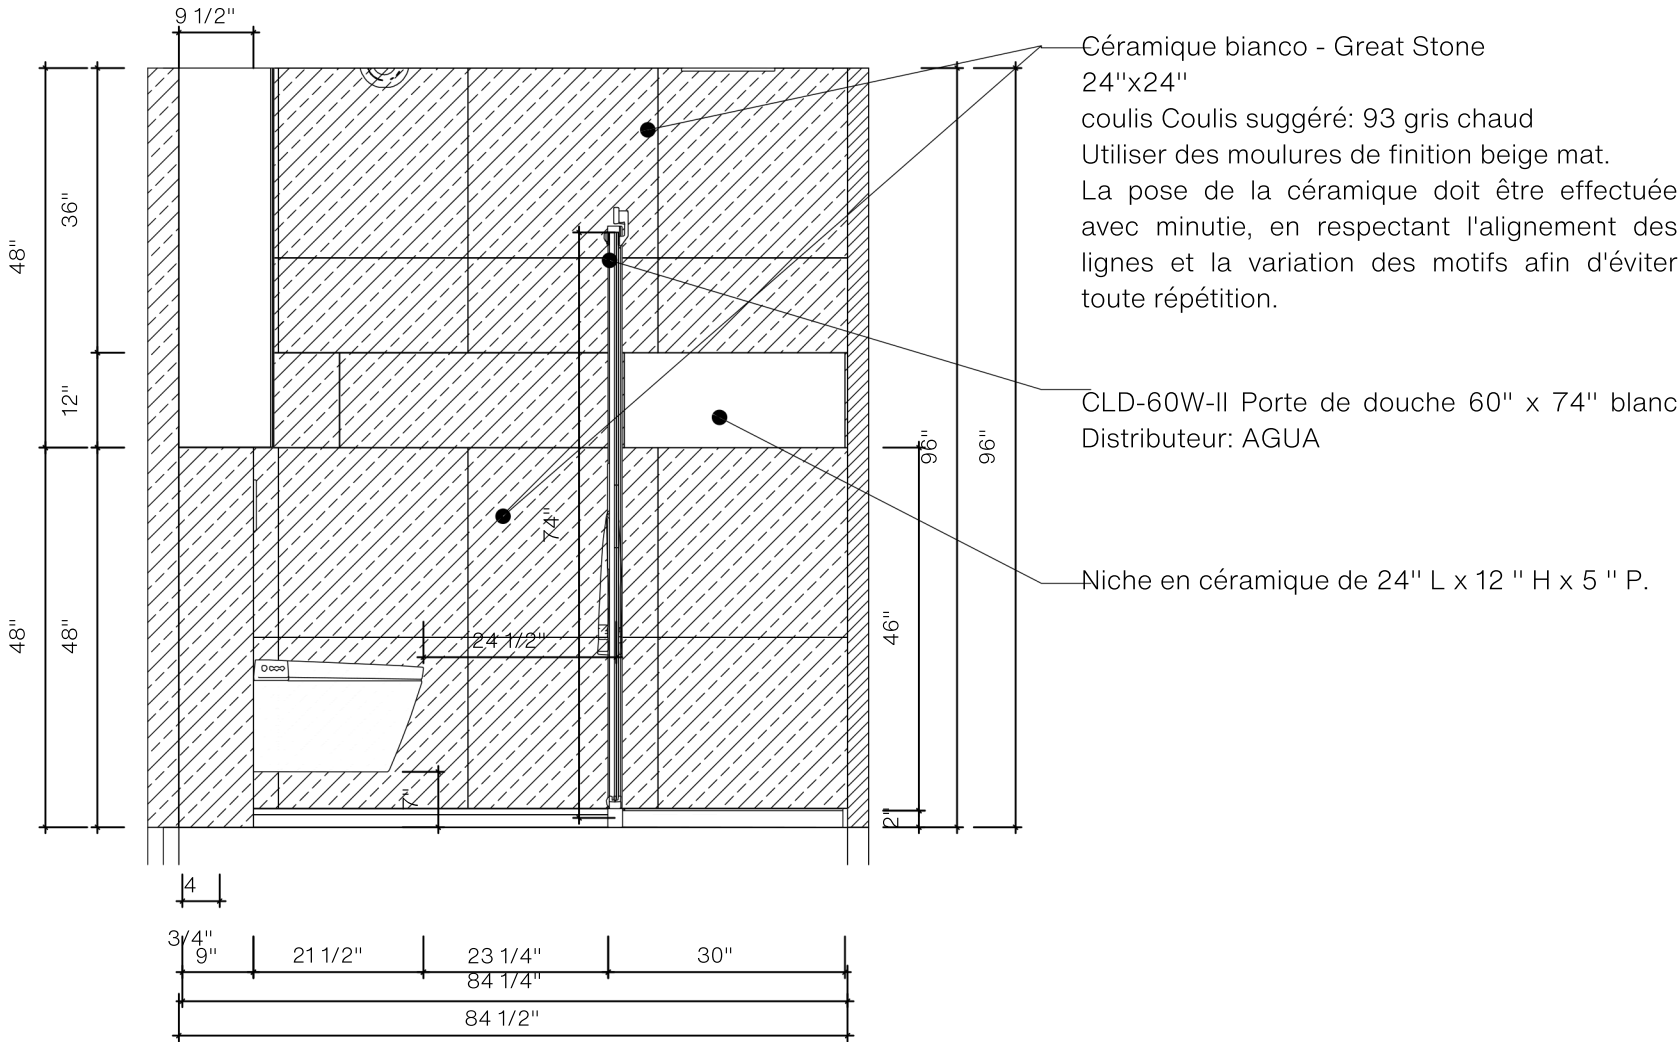 9 1/2"
Céramique bianco - Great Stone
24"x24"
coulis Coulis suggéré: 93 gris chaud
Utiliser des moulures de finition beige mat.
La pose de la céramique doit être effectuée
avec minutie, en respectant l'alignement des
lignes et la variation des motifs afin d'éviter
toute répétition.
48"
36"
12"
CLD-60W-II Porte de douche 60" x 74" blanc
Distributeur: AGUA
96"
96"
74"
Niche en céramique de 24" L x 12 " H x 5 " P.
48"
48"
24 1/2"
46"
7"
2"
4
3/4"
9"
21 1/2"
23 1/4"
30"
84 1/4"
84 1/2"